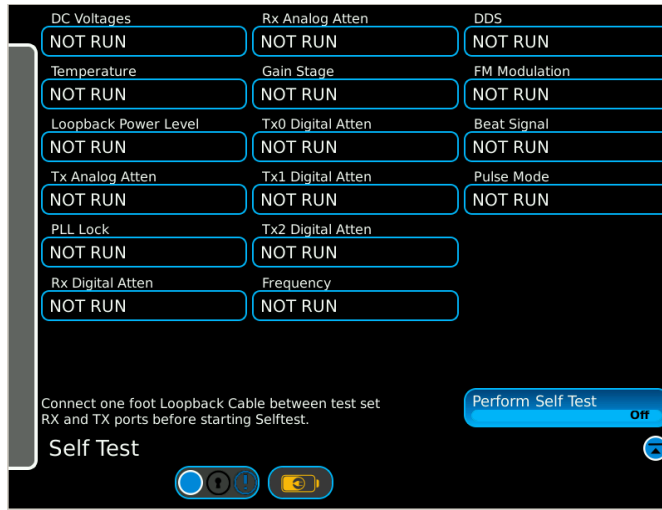 DC Voltages
NOT RUN
Rx Analog Atten
NOT RUN
DDS
NOT RUN
Temperature
NOT RUN
Gain Stage
NOT RUN
FM Modulation
NOT RUN
Loopback Power Level
NOT RUN
Tx0 Digital Atten
NOT RUN
Beat Signal
NOT RUN
Tx Analog Atten
NOT RUN
Tx1 Digital Atten
NOT RUN
Pulse Mode
NOT RUN
PLL Lock
NOT RUN
Tx2 Digital Atten
NOT RUN
Rx Digital Atten
NOT RUN
Frequency
NOT RUN
Connect one foot Loopback Cable between test set
RX and TX ports before starting Selftest.
Perform Self Test
Off
Self Test